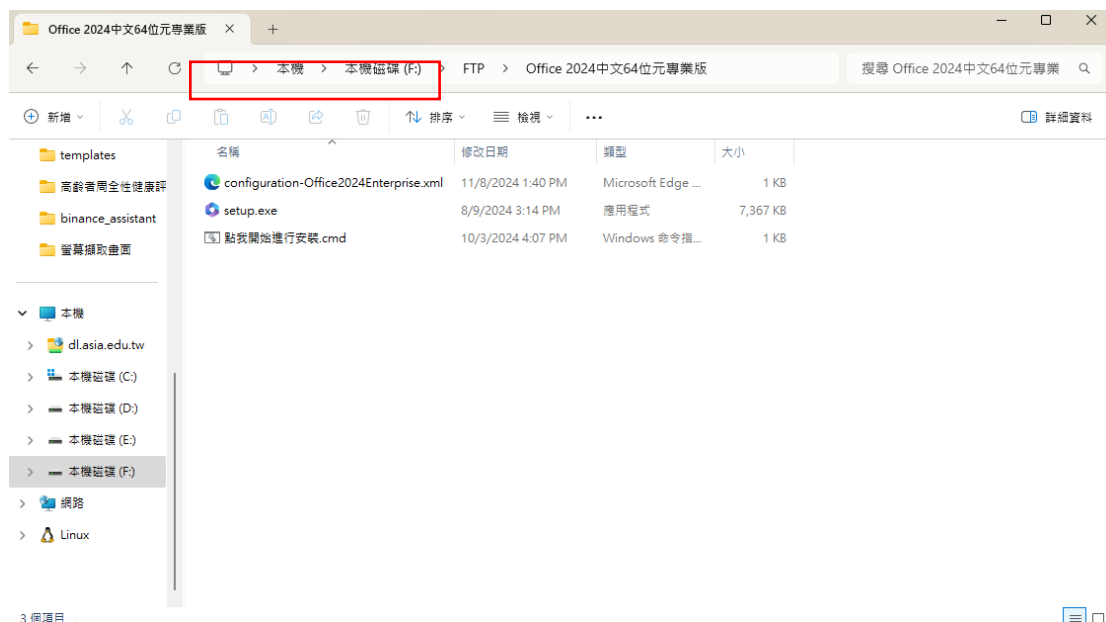 Office 2024中文64位元專業版
本機 > 本機磁碟 (F:) > FTP > Office 2024中文64位元專業版
搜尋 Office 2024中文64位元專業
新增
排序
檢視
詳細資料
templates
高齡者周全性健康評
binance_assistant
螢幕擷取畫面
本機
dl.asia.edu.tw
本機磁碟 (C:)
本機磁碟 (D:)
本機磁碟 (E:)
本機磁碟 (F:)
網路
Linux
名稱 修改日期 類型 大小
configuration-Office2024Enterprise.xml 11/8/2024 1:40 PM Microsoft Edge ... 1 KB
setup.exe 8/9/2024 3:14 PM 應用程式 7,367 KB
點我開始進行安裝.cmd 10/3/2024 4:07 PM Windows 命令指... 1 KB
3 個項目